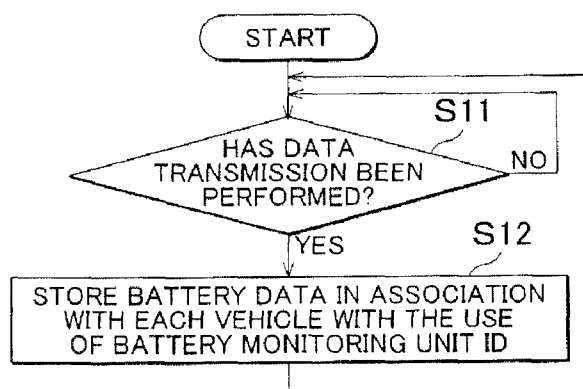 START
S11
HAS DATA
TRANSMISSION BEEN
PERFORMED?
NO
YES
S12
STORE BATTERY DATA IN ASSOCIATION
WITH EACH VEHICLE WITH THE USE
OF BATTERY MONITORING UNIT ID